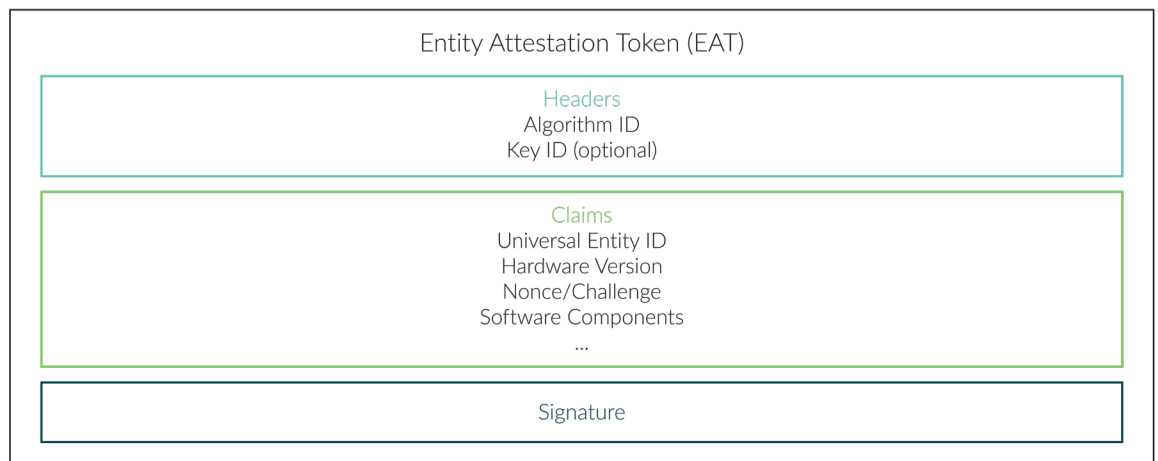 Entity Attestation Token (EAT)
Headers
Algorithm ID
Key ID (optional)
Claims
Universal Entity ID
Hardware Version
Nonce/Challenge
Software Components
...
Signature